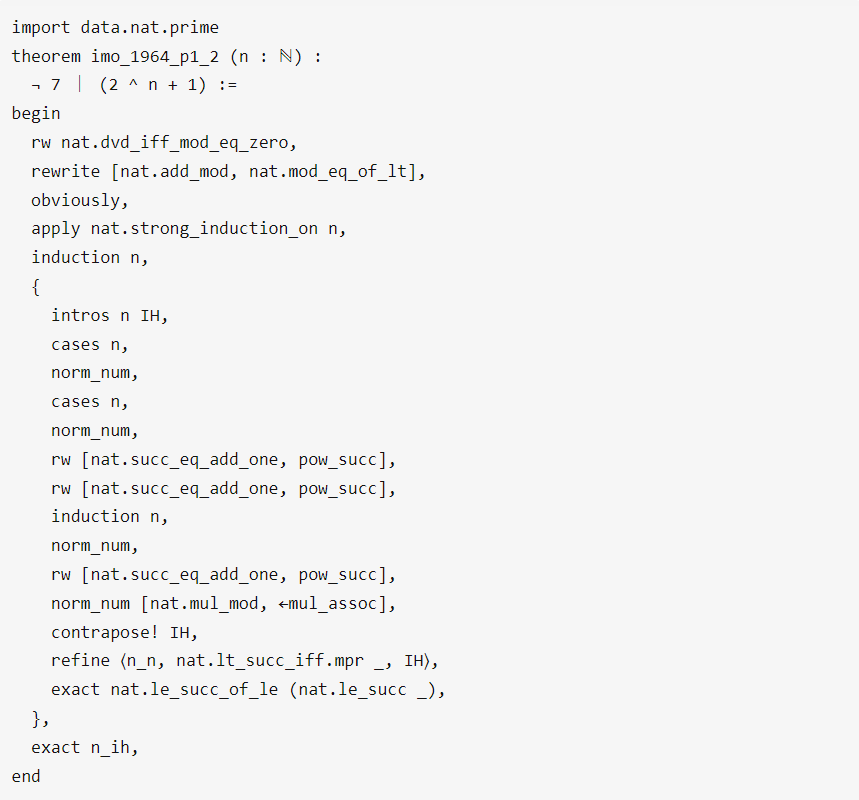 import data.nat.prime
theorem imo_1964_p1_2 (n : ℕ) :
  ¬ 7 ∣ (2 ^ n + 1) :=
begin
  rw nat.dvd_iff_mod_eq_zero,
  rewrite [nat.add_mod, nat.mod_eq_of_lt],
  obviously,
  apply nat.strong_induction_on n,
  induction n,
  {
    intros n IH,
    cases n,
    norm_num,
    cases n,
    norm_num,
    rw [nat.succ_eq_add_one, pow_succ],
    rw [nat.succ_eq_add_one, pow_succ],
    induction n,
    norm_num,
    rw [nat.succ_eq_add_one, pow_succ],
    norm_num [nat.mul_mod, ←mul_assoc],
    contrapose! IH,
    refine ⟨n_n, nat.lt_succ_iff.mpr _, IH⟩,
    exact nat.le_succ_of_le (nat.le_succ _),
  },
  exact n_ih,
end